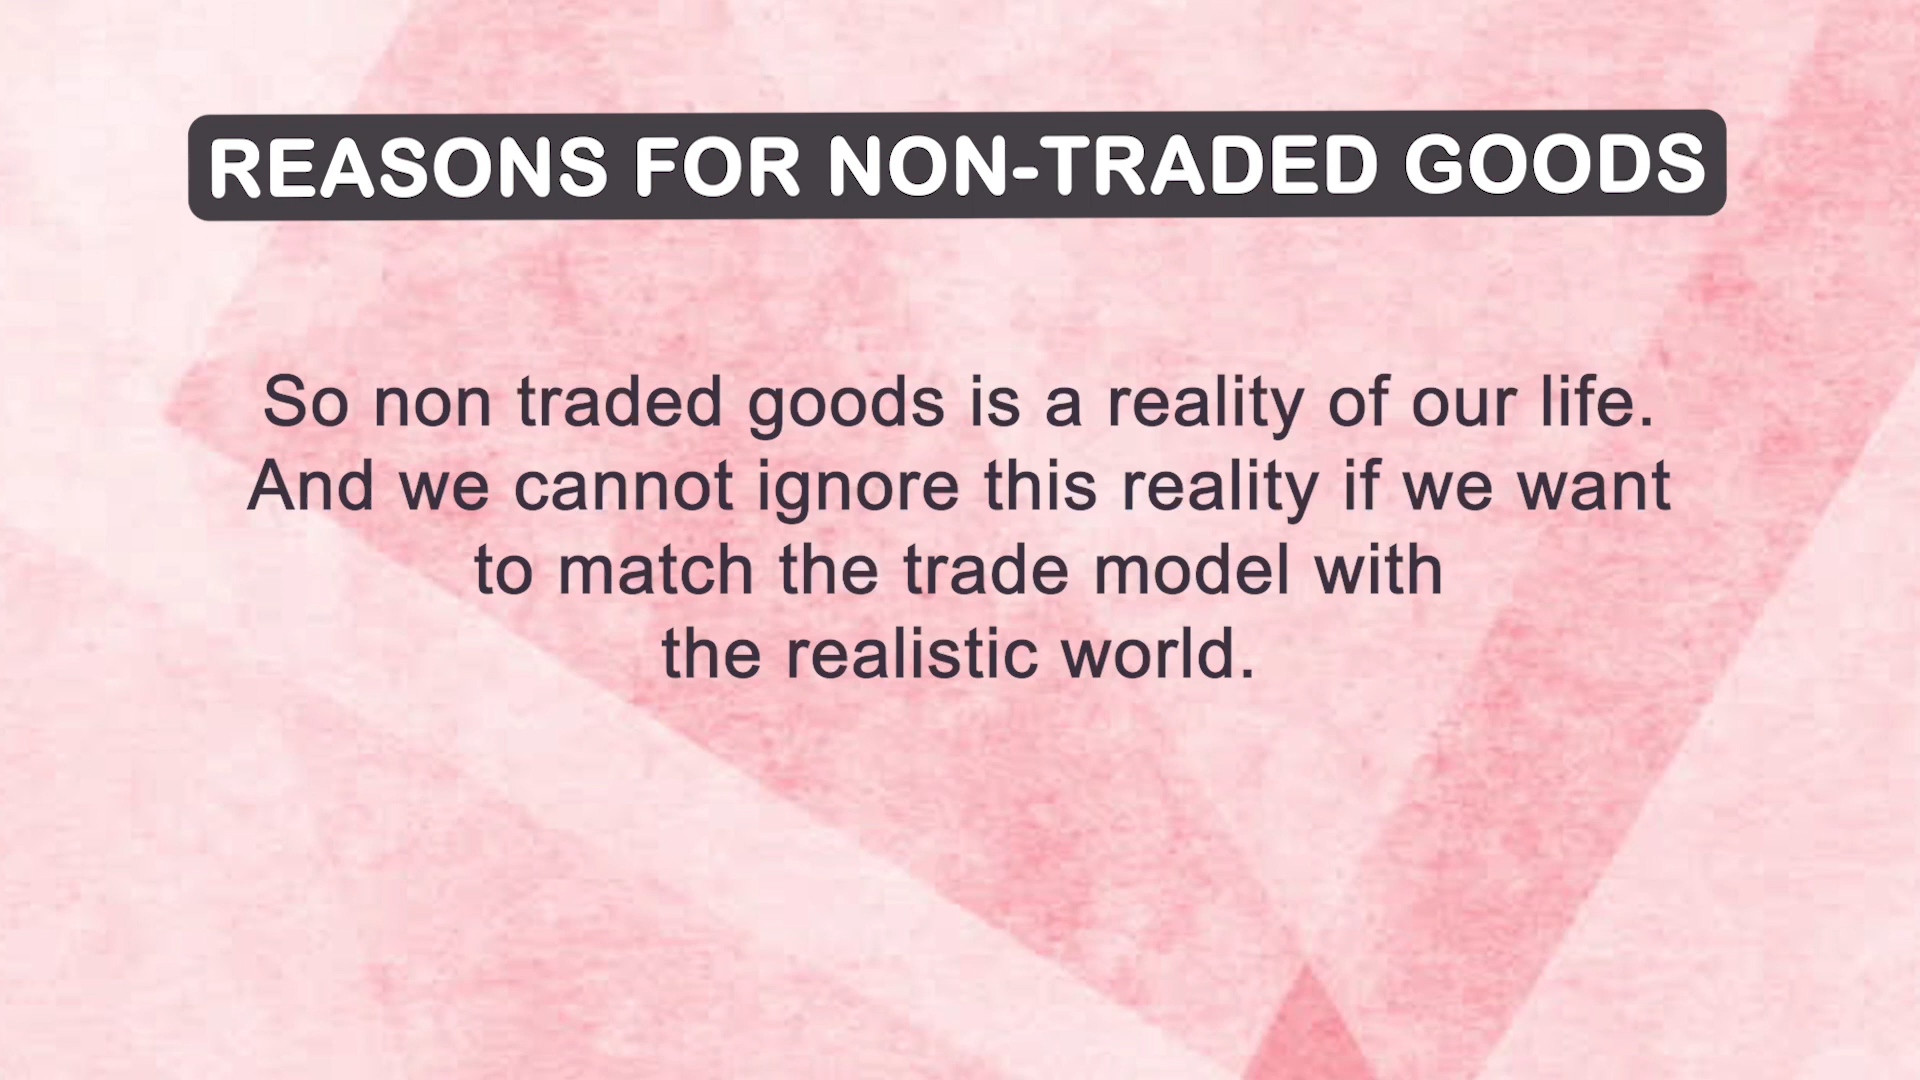 REASONS FOR NON-TRADED GOODS
So non traded goods is a reality of our life.
And we cannot ignore this reality if we want
to match the trade model with
the realistic world.